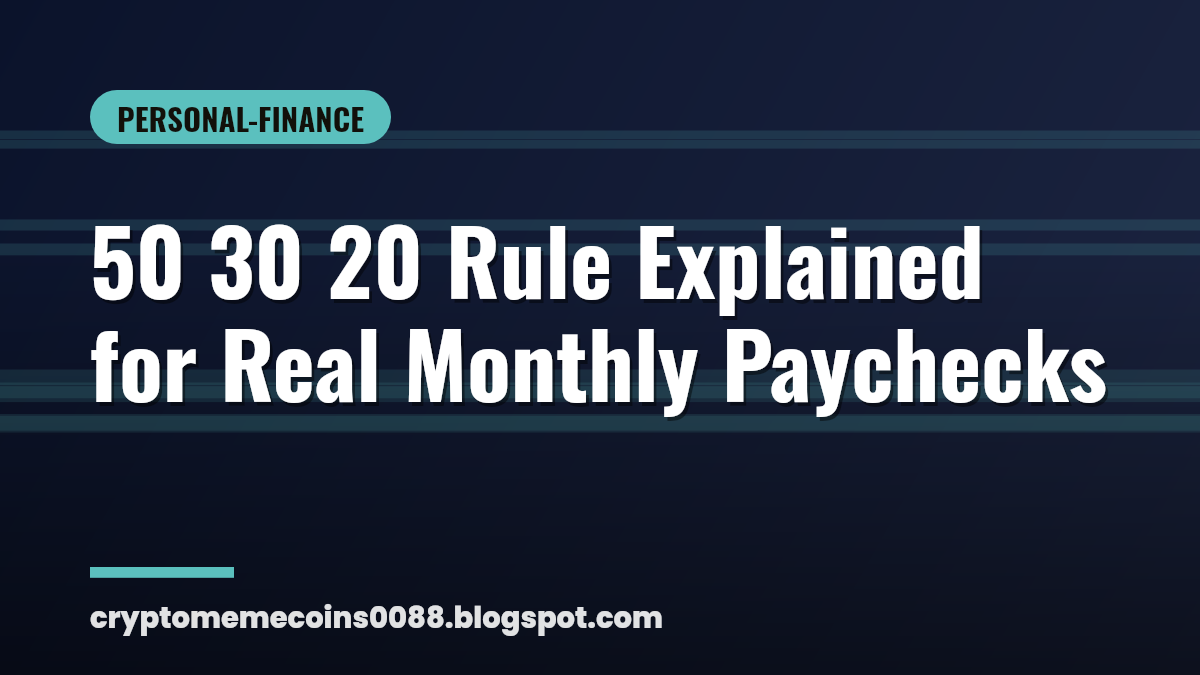 PERSONAL-FINANCE
50 30 20 Rule Explained
for Real Monthly Paychecks
cryptomemecoins0088.blogspot.com